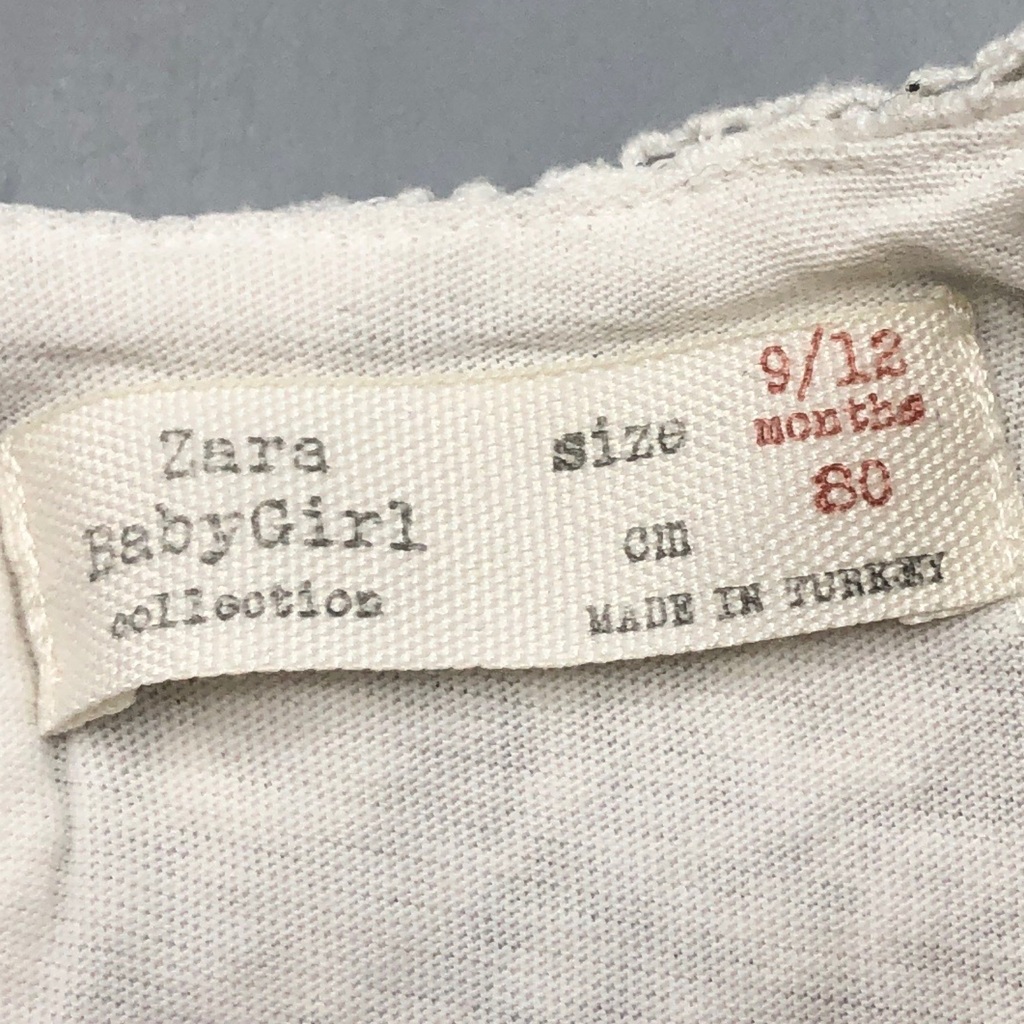 Zara
BabyGirl
collection
size 9/12
months
cm 80
MADE IN TURKEY